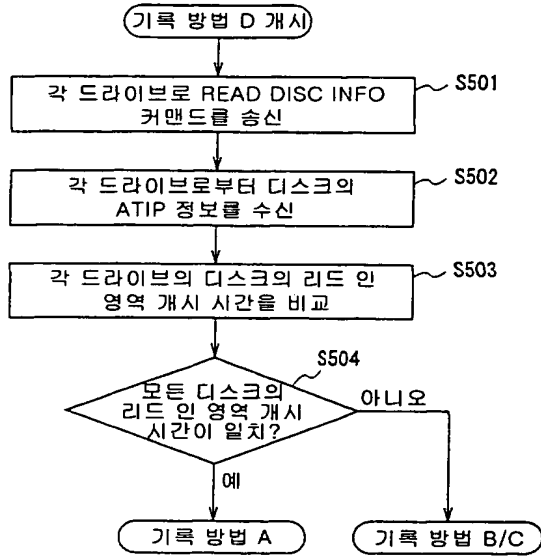 기록 방법 D 개시
각 드라이브로 READ DISC INFO
커맨드를 송신
S501
각 드라이브로부터 디스크의
ATIP 정보를 수신
S502
각 드라이브의 디스크의 리드 인
영역 개시 시간을 비교
S503
S504
모든 디스크의
리드 인 영역 개시
시간이 일치?
아니오
예
기록 방법 A
기록 방법 B/C